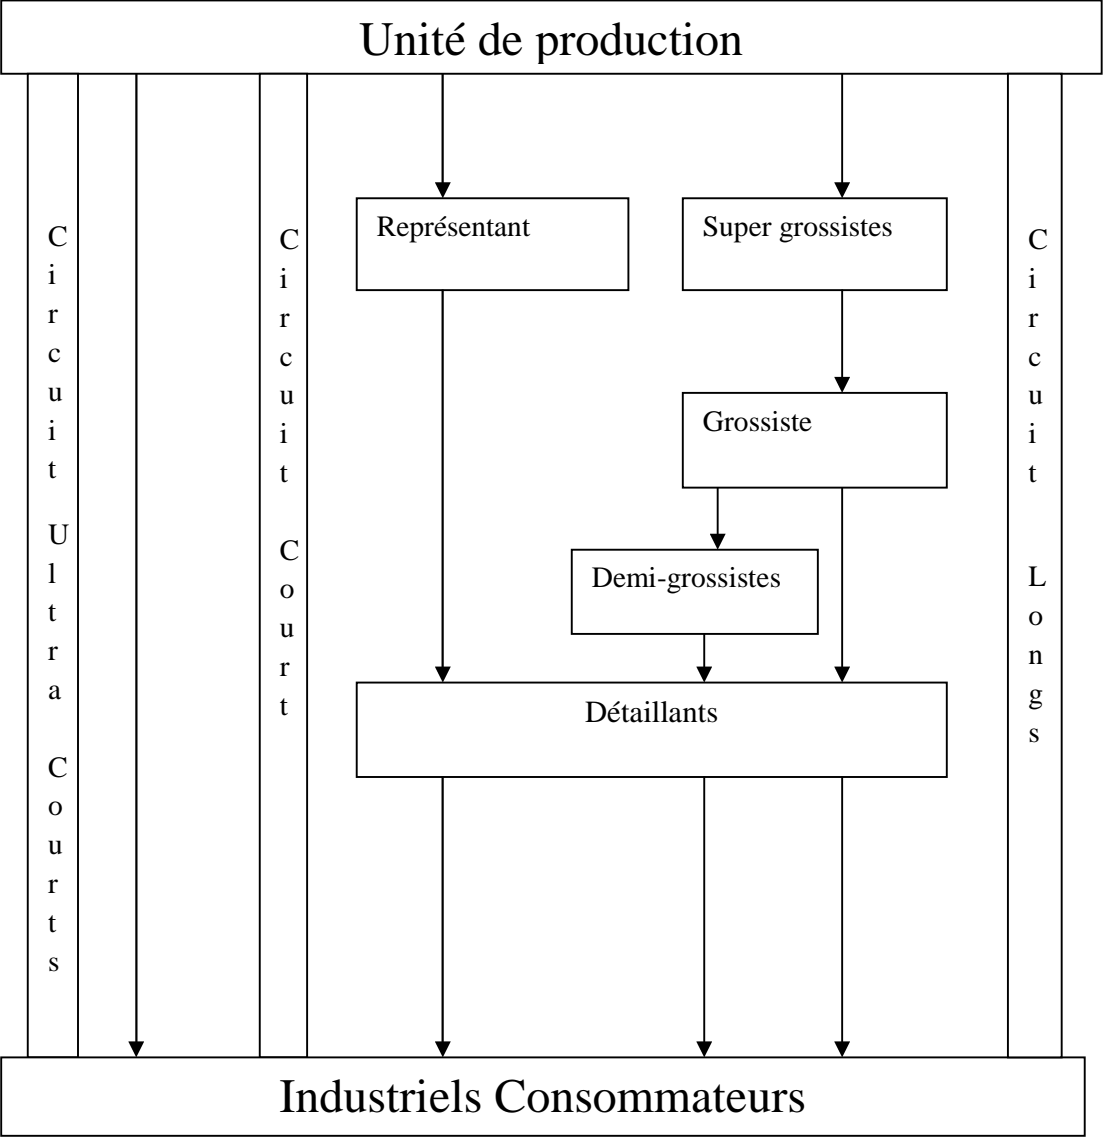 Unité de production
Circuit Ultra Courts
Circuit Court
Représentant
Super grossistes
Grossiste
Demi-grossistes
Détaillants
Circuit Longs
Industriels Consommateurs